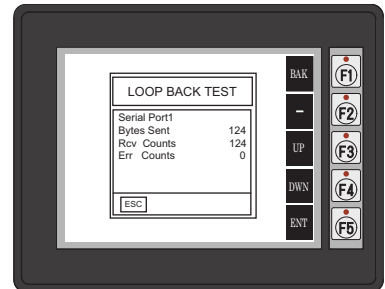 LOOP BACK TEST
Serial Port1
Bytes Sent 124
Rcv Counts 124
Err Counts 0
ESC
BAK
–
UP
DWN
ENT
F1
F2
F3
F4
F5